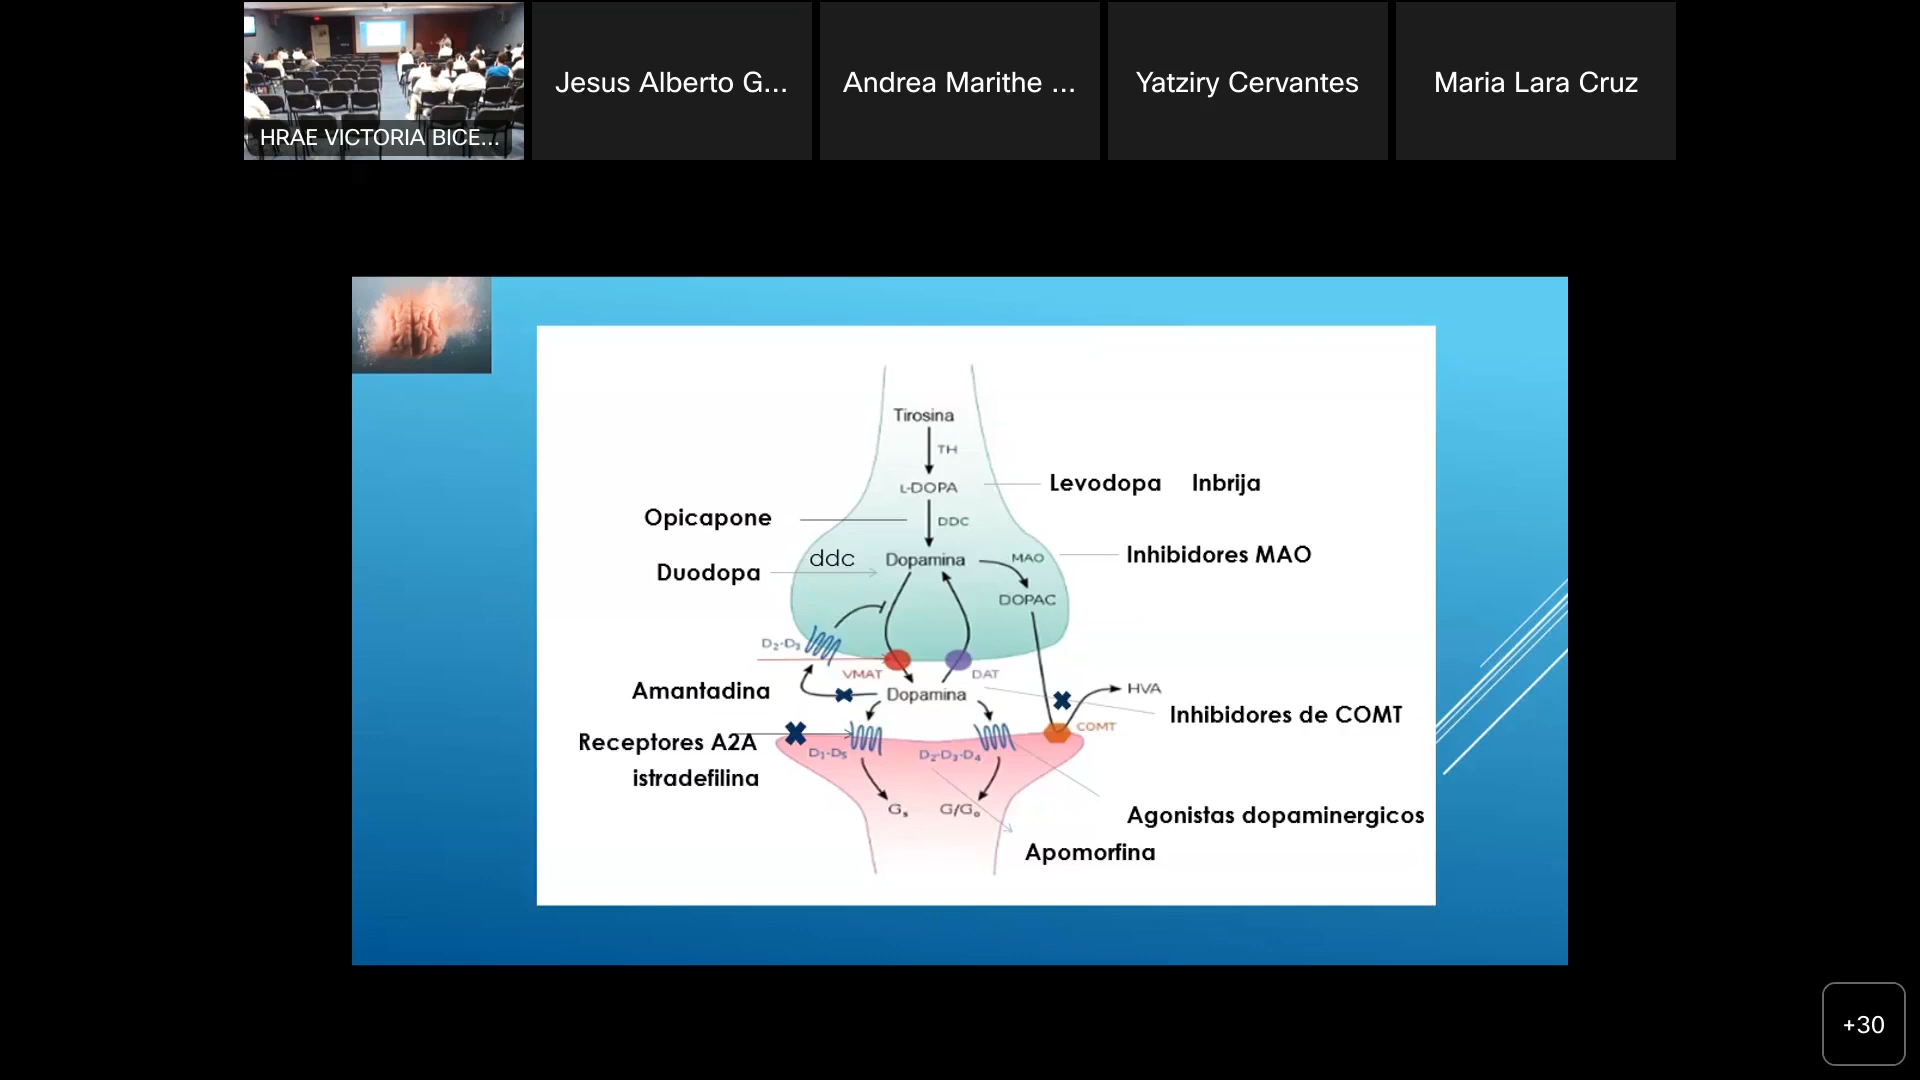 HRAE VICTORIA BICE...
Jesus Alberto G...
Andrea Marithe ...
Yatziry Cervantes
Maria Lara Cruz
Tirosina
TH
L-DOPA
Levodopa Inbrija
Opicapone
DDC
ddc
Dopamina
MAO
Inhibidores MAO
Duodopa
DOPAC
D2-D3
VMAT
DAT
Amantadina
Dopamina
HVA
Inhibidores de COMT
COMT
Receptores A2A
istradefilina
D1-D5
D2-D3-D4
Gs
G/Go
Agonistas dopaminergicos
Apomorfina
+30